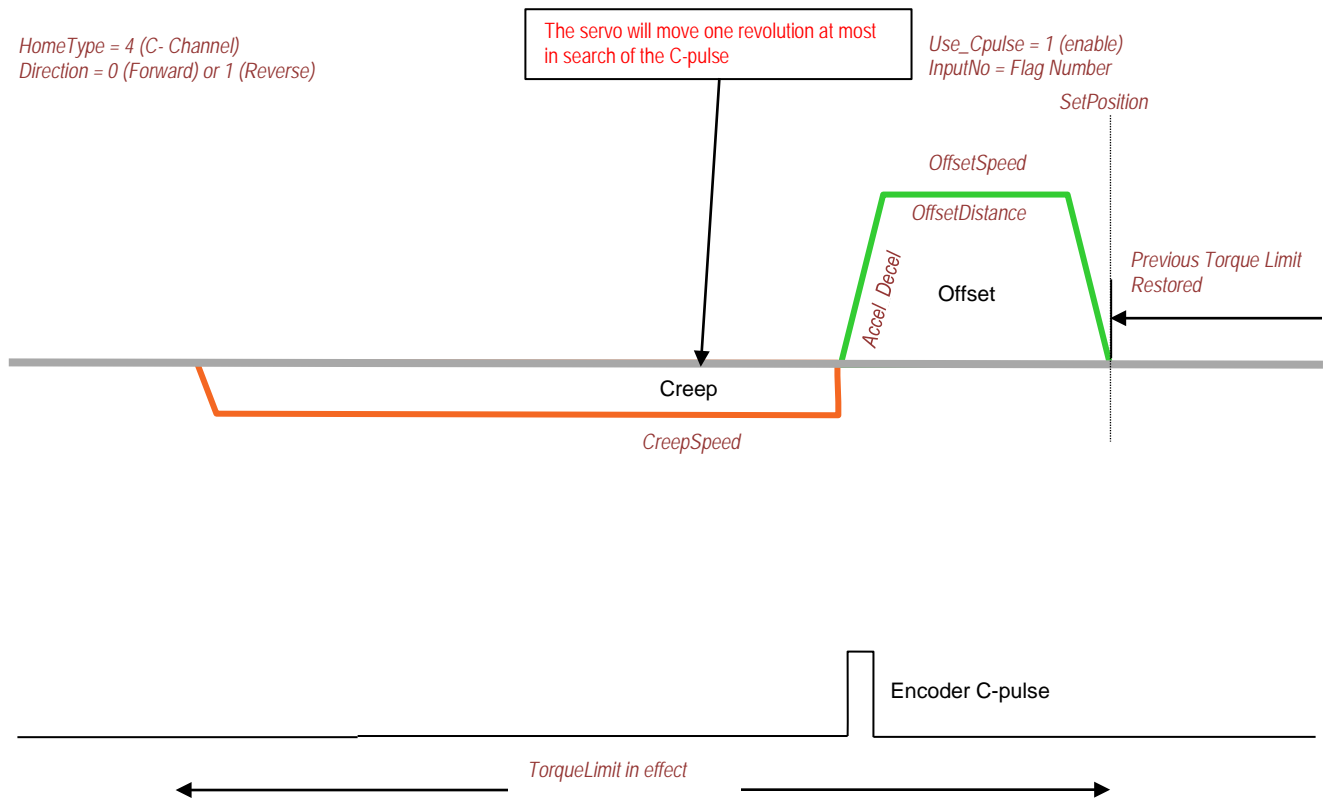 HomeType = 4 (C- Channel)
Direction = 0 (Forward) or 1 (Reverse)
The servo will move one revolution at most
in search of the C-pulse
Use_Cpulse = 1 (enable)
InputNo = Flag Number
SetPosition
OffsetSpeed
OffsetDistance
Accel Decel
Offset
Previous Torque Limit
Restored
Creep
CreepSpeed
Encoder C-pulse
TorqueLimit in effect